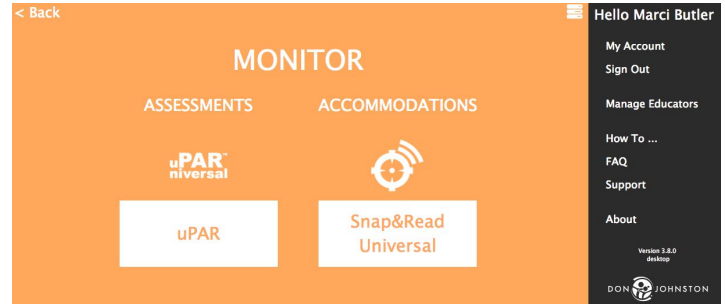 < Back
MONITOR
ASSESSMENTS
ACCOMMODATIONS
uPAR™
niversal
uPAR
Snap&Read
Universal
Hello Marci Butler
My Account
Sign Out
Manage Educators
How To ...
FAQ
Support
About
Version 3.8.0
desktop
DON JOHNSTON